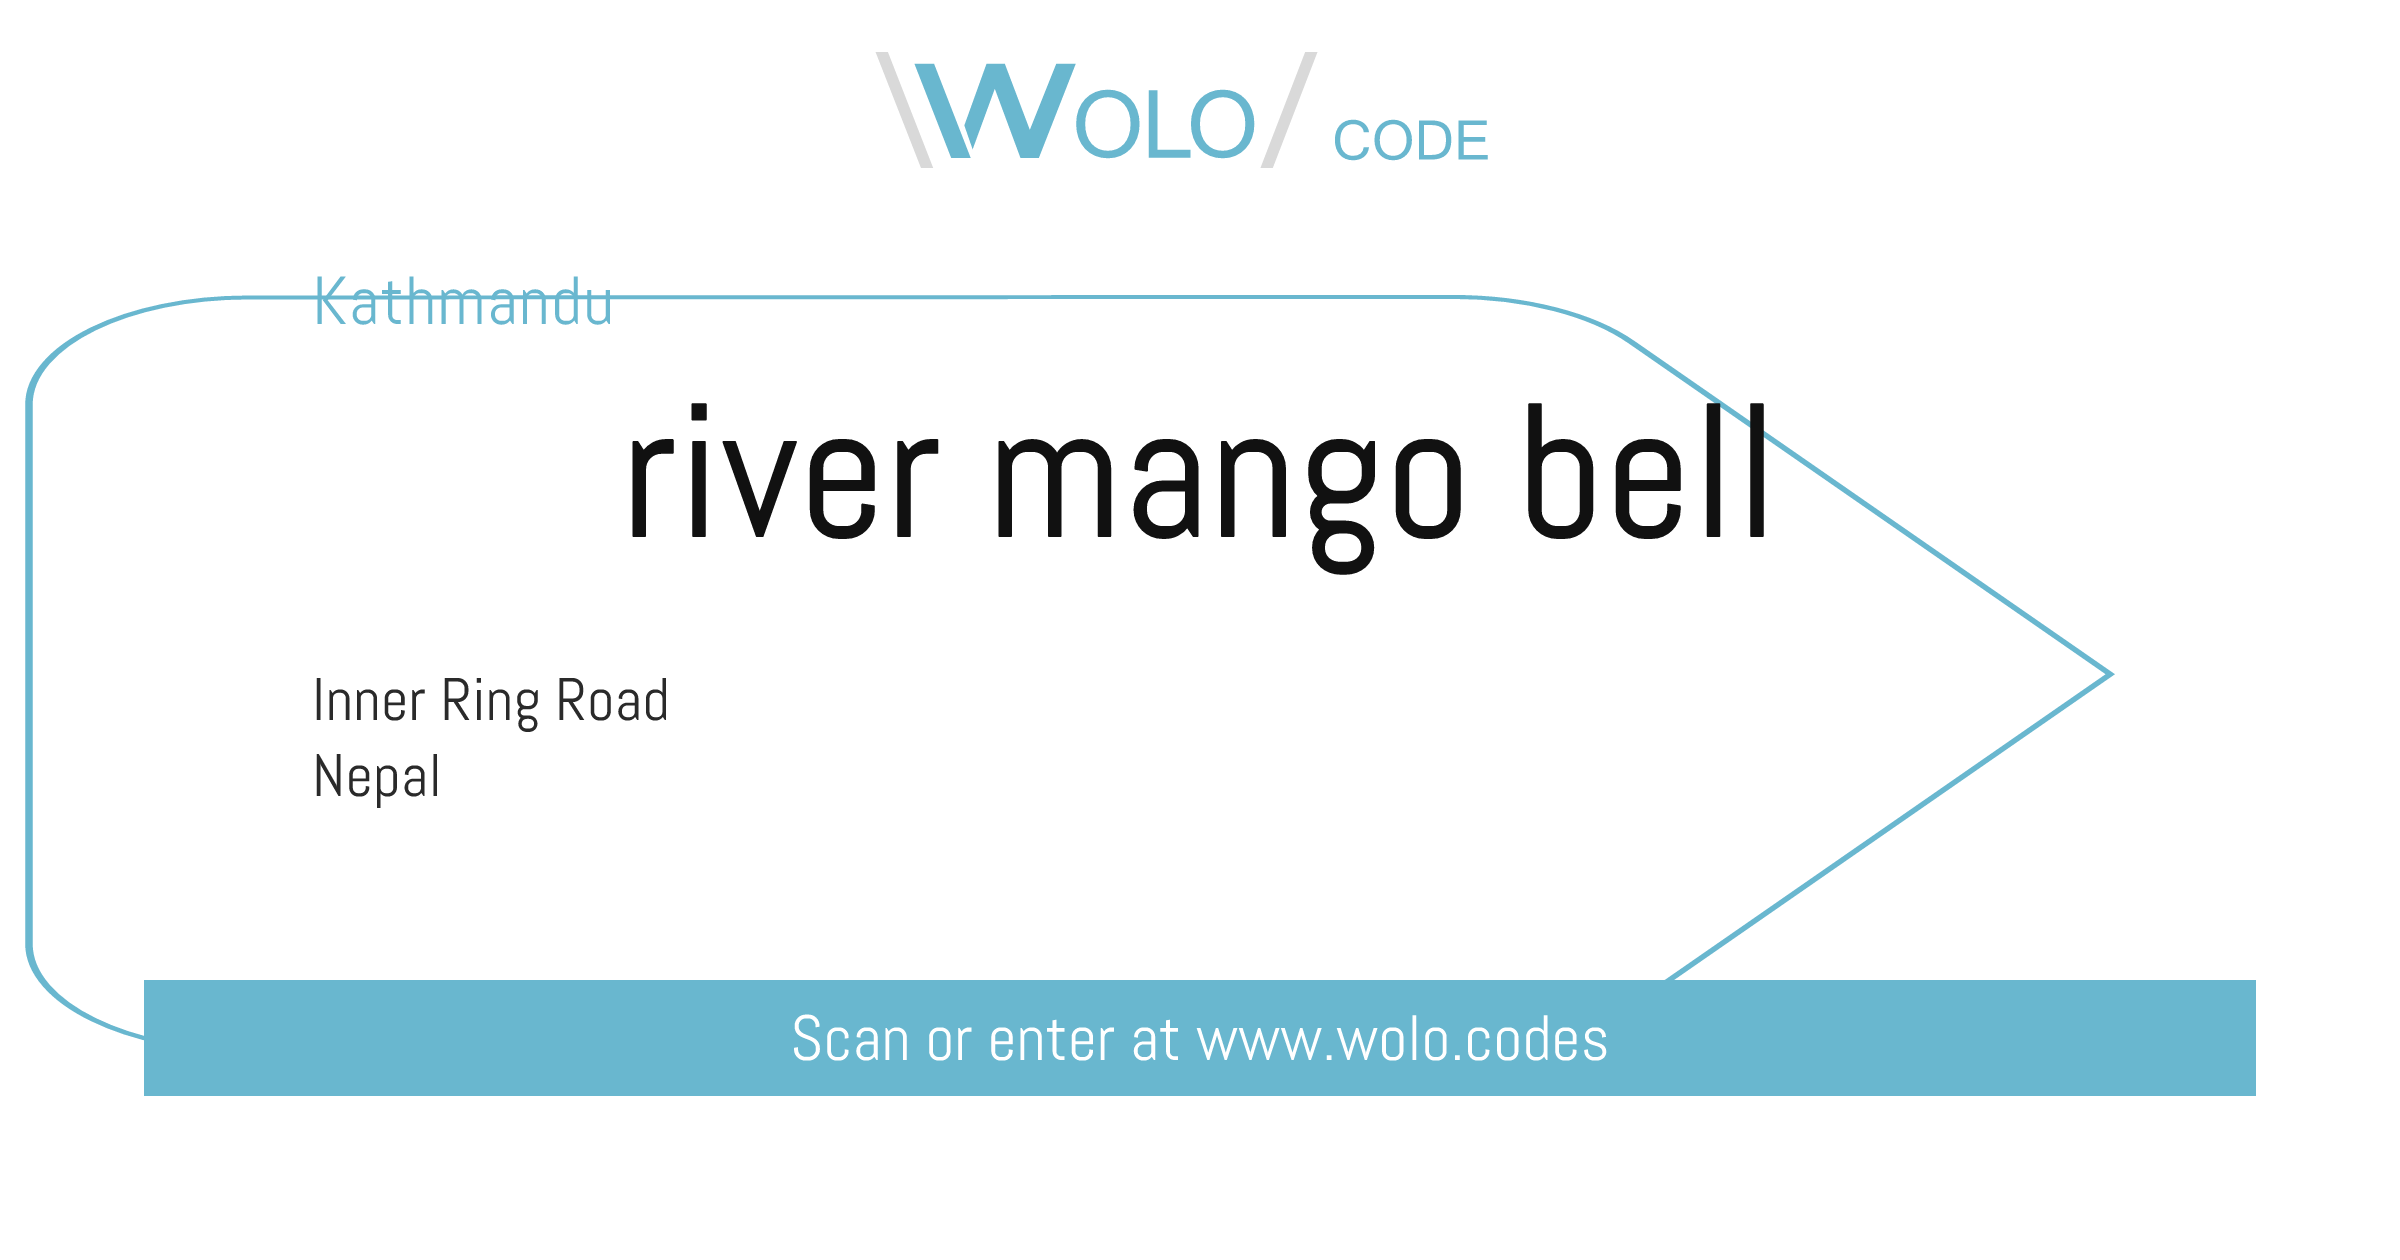 \WOLO/ CODE
Kathmandu
river mango bell
Inner Ring Road
Nepal
Scan or enter at www.wolo.codes